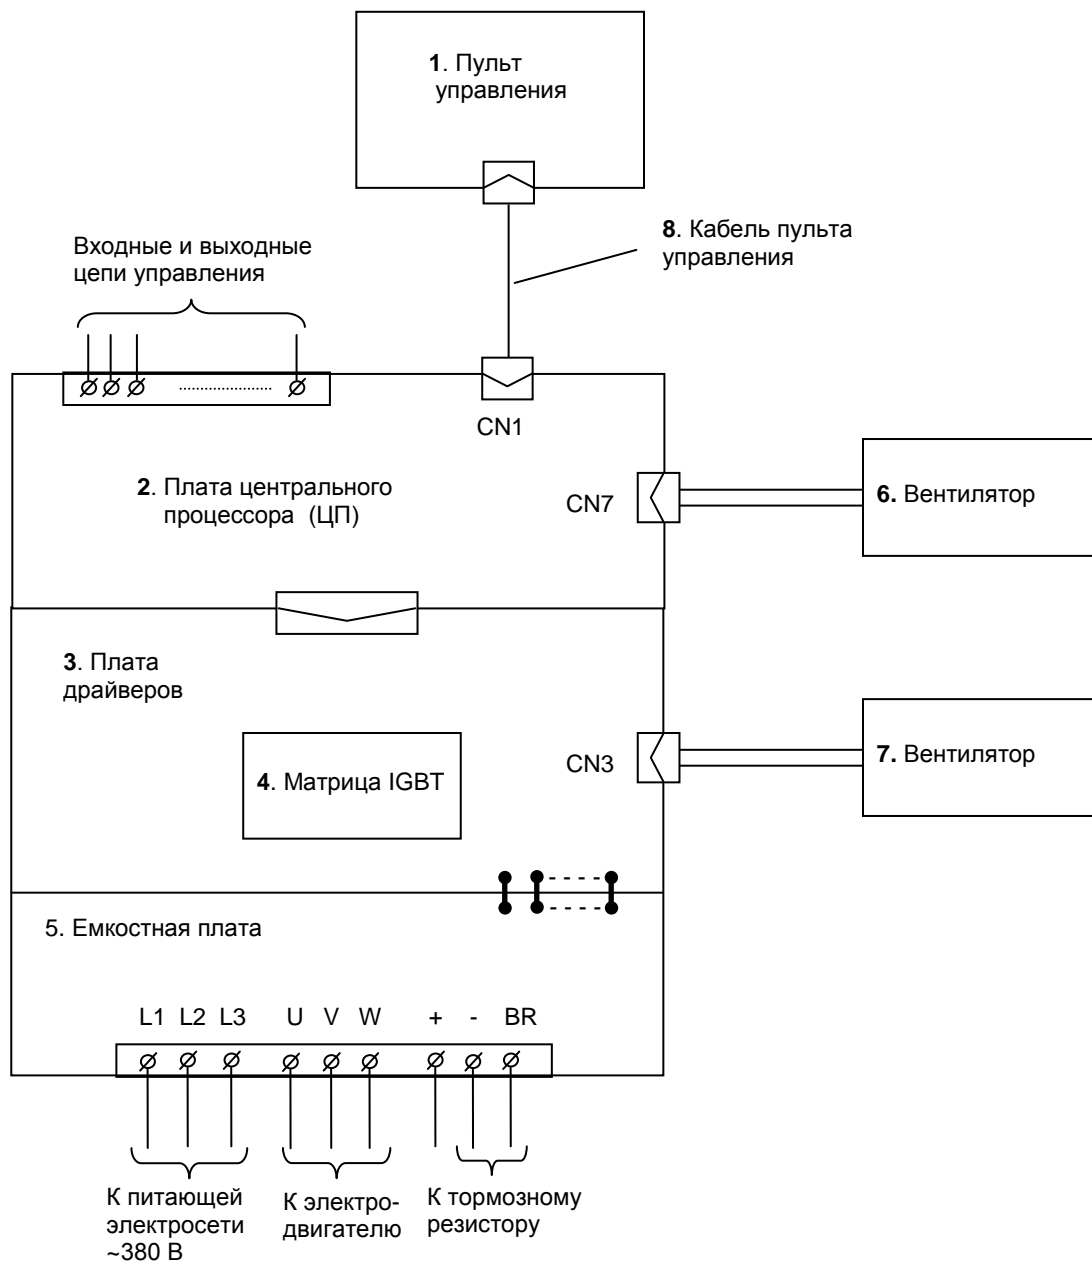 1. Пульт
управления
8. Кабель пульта
управления
Входные и выходные
цепи управления
CN1
2. Плата центрального
процессора (ЦП)
CN7
6. Вентилятор
3. Плата
драйверов
4. Матрица IGBT
CN3
7. Вентилятор
5. Емкостная плата
L1 L2 L3 U V W + - BR
К питающей
электросети
~380 В
К электро-
двигателю
К тормозному
резистору